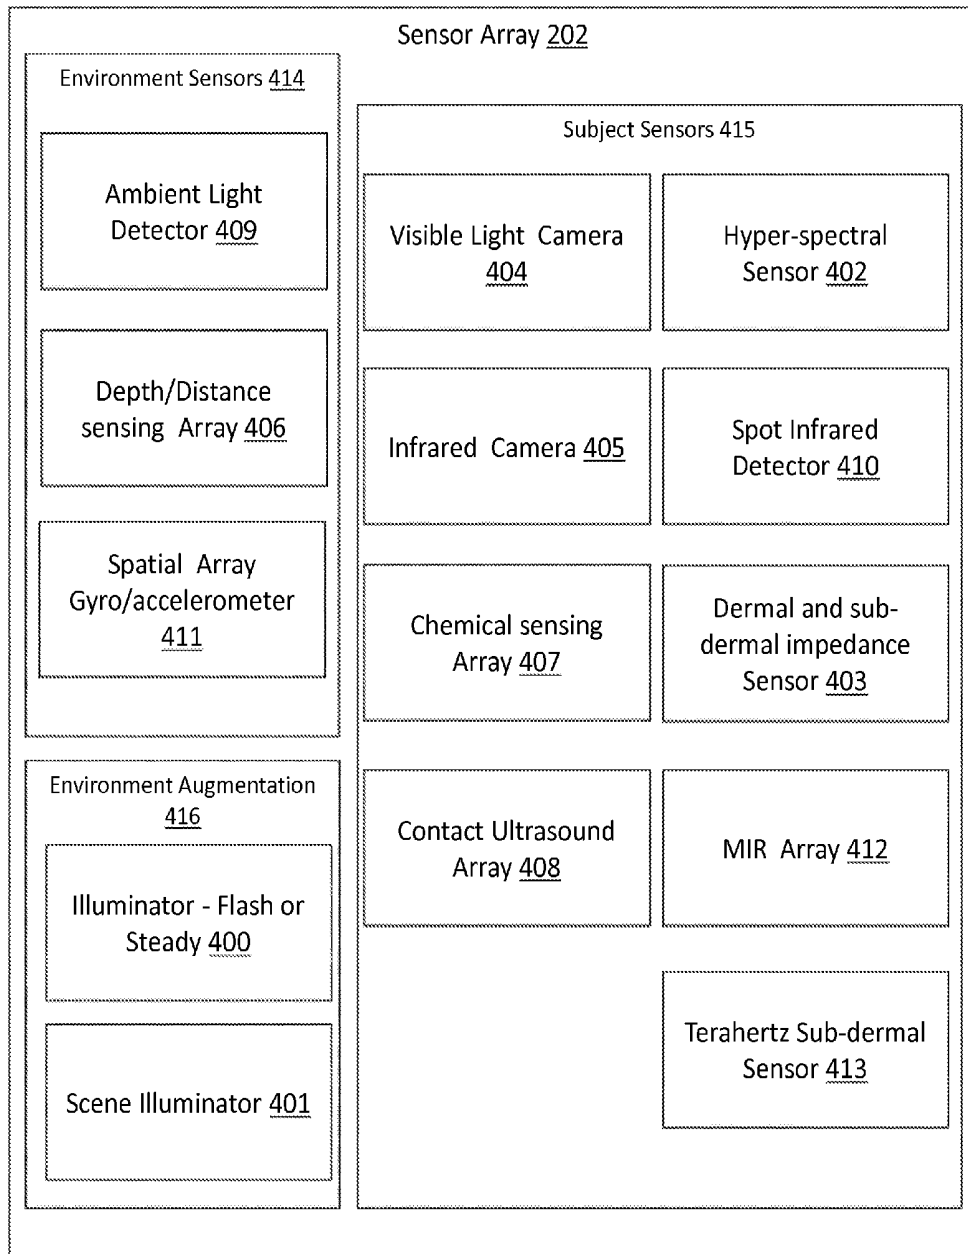 Sensor Array 202
Environment Sensors 414
Ambient Light
Detector 409
Depth/Distance
sensing Array 406
Spatial Array
Gyro/accelerometer
411
Environment Augmentation
416
Illuminator - Flash or
Steady 400
Scene Illuminator 401
Subject Sensors 415
Visible Light Camera
404
Hyper-spectral
Sensor 402
Infrared Camera 405
Spot Infrared
Detector 410
Chemical sensing
Array 407
Dermal and sub-
dermal impedance
Sensor 403
Contact Ultrasound
Array 408
MIR Array 412
Terahertz Sub-dermal
Sensor 413